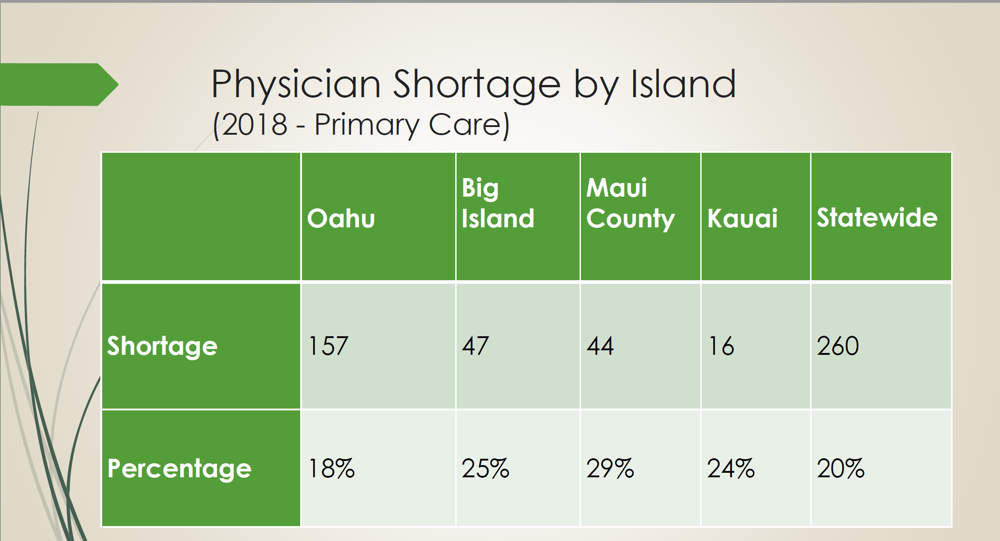 Physician Shortage by Island
(2018 - Primary Care)
Oahu Big Island Maui County Kauai Statewide
Shortage 157 47 44 16 260
Percentage 18% 25% 29% 24% 20%